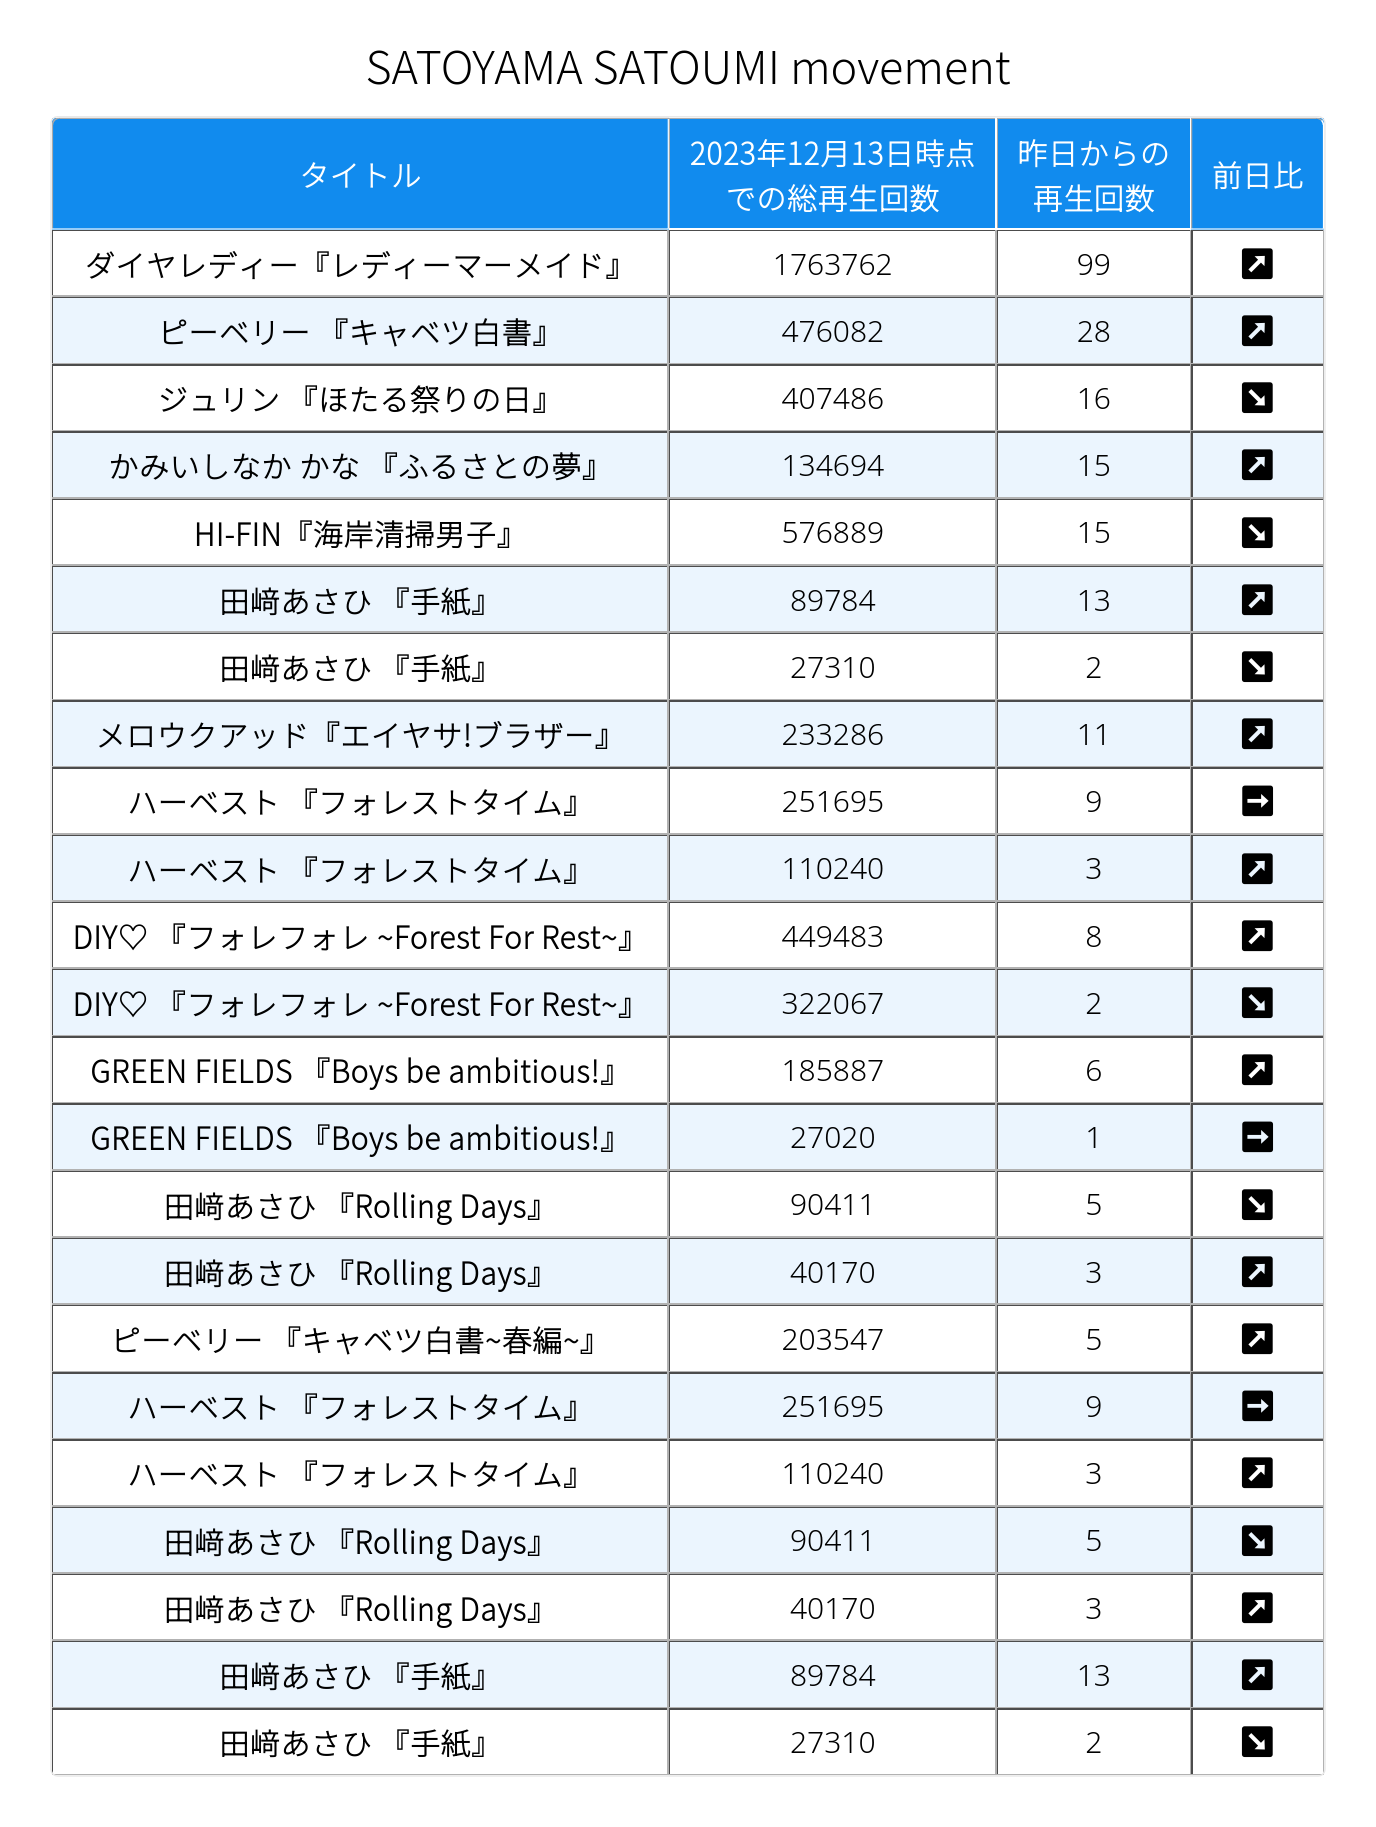 SATOYAMA SATOUMI movement
タイトル 2023年12月13日時点での総再生回数 昨日からの再生回数 前日比
ダイヤレディー『レディーマーメイド』 1763762 99 ↗
ピーベリー 『キャベツ白書』 476082 28 ↗
ジュリン 『ほたる祭りの日』 407486 16 ↘
かみいしなか かな 『ふるさとの夢』 134694 15 ↗
HI-FIN『海岸清掃男子』 576889 15 ↘
田﨑あさひ 『手紙』 89784 13 ↗
田﨑あさひ 『手紙』 27310 2 ↘
メロウクアッド『エイヤサ!ブラザー』 233286 11 ↗
ハーベスト 『フォレストタイム』 251695 9 →
ハーベスト 『フォレストタイム』 110240 3 ↗
DIY♡ 『フォレフォレ ~Forest For Rest~』 449483 8 ↗
DIY♡ 『フォレフォレ ~Forest For Rest~』 322067 2 ↘
GREEN FIELDS 『Boys be ambitious!』 185887 6 ↗
GREEN FIELDS 『Boys be ambitious!』 27020 1 →
田﨑あさひ 『Rolling Days』 90411 5 ↘
田﨑あさひ 『Rolling Days』 40170 3 ↗
ピーベリー 『キャベツ白書~春編~』 203547 5 ↗
ハーベスト 『フォレストタイム』 251695 9 →
ハーベスト 『フォレストタイム』 110240 3 ↗
田﨑あさひ 『Rolling Days』 90411 5 ↘
田﨑あさひ 『Rolling Days』 40170 3 ↗
田﨑あさひ 『手紙』 89784 13 ↗
田﨑あさひ 『手紙』 27310 2 ↘